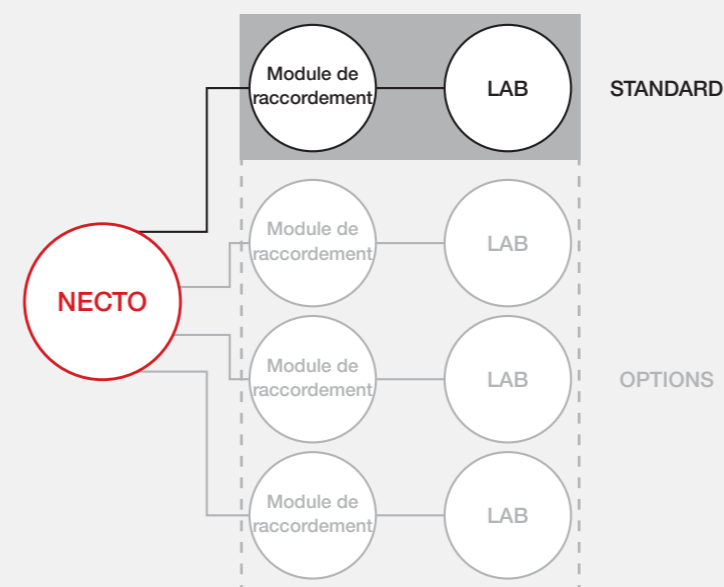 Module de
raccordement
LAB
STANDARD
Module de
raccordement
LAB
NECTO
Module de
raccordement
LAB
OPTIONS
Module de
raccordement
LAB